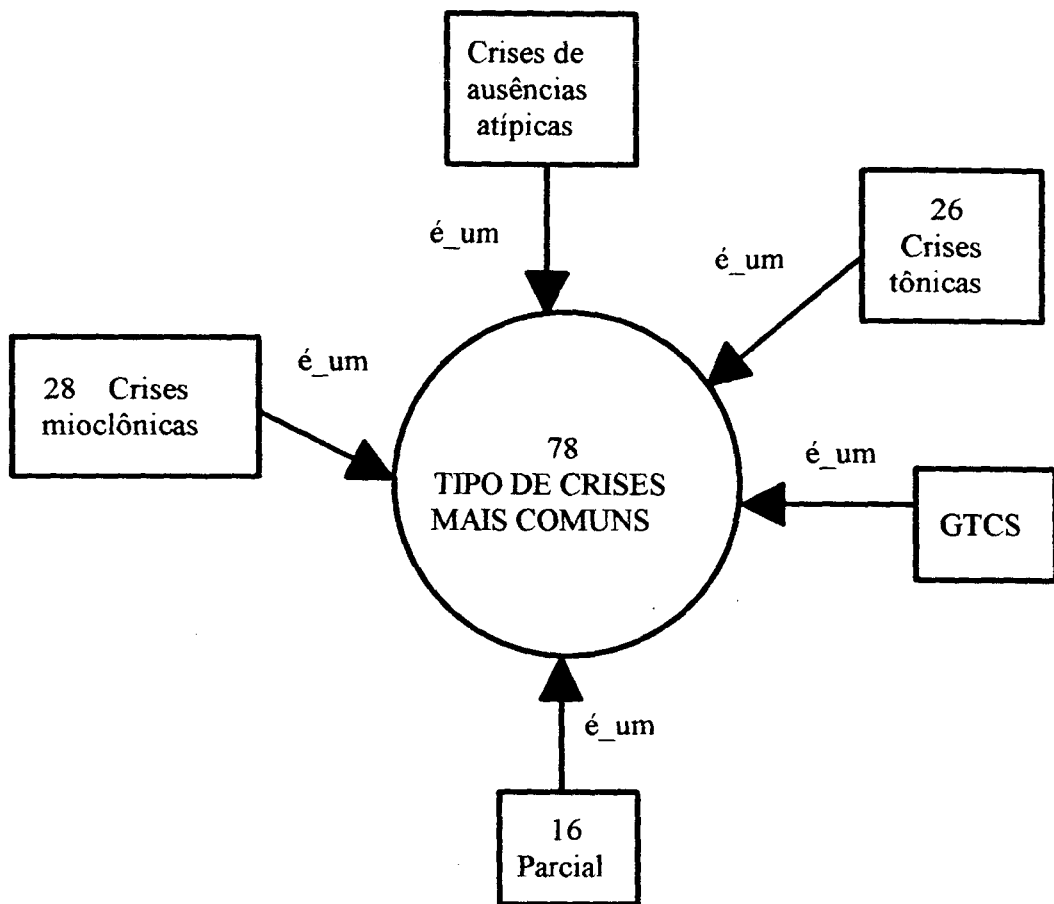 Crises de
ausências
atípicas
é_um
26
Crises
tônicas
é_um
28 Crises
mioclônicas
é_um
78
TIPO DE CRISES
MAIS COMUNS
é_um
GTCS
é_um
16
Parcial